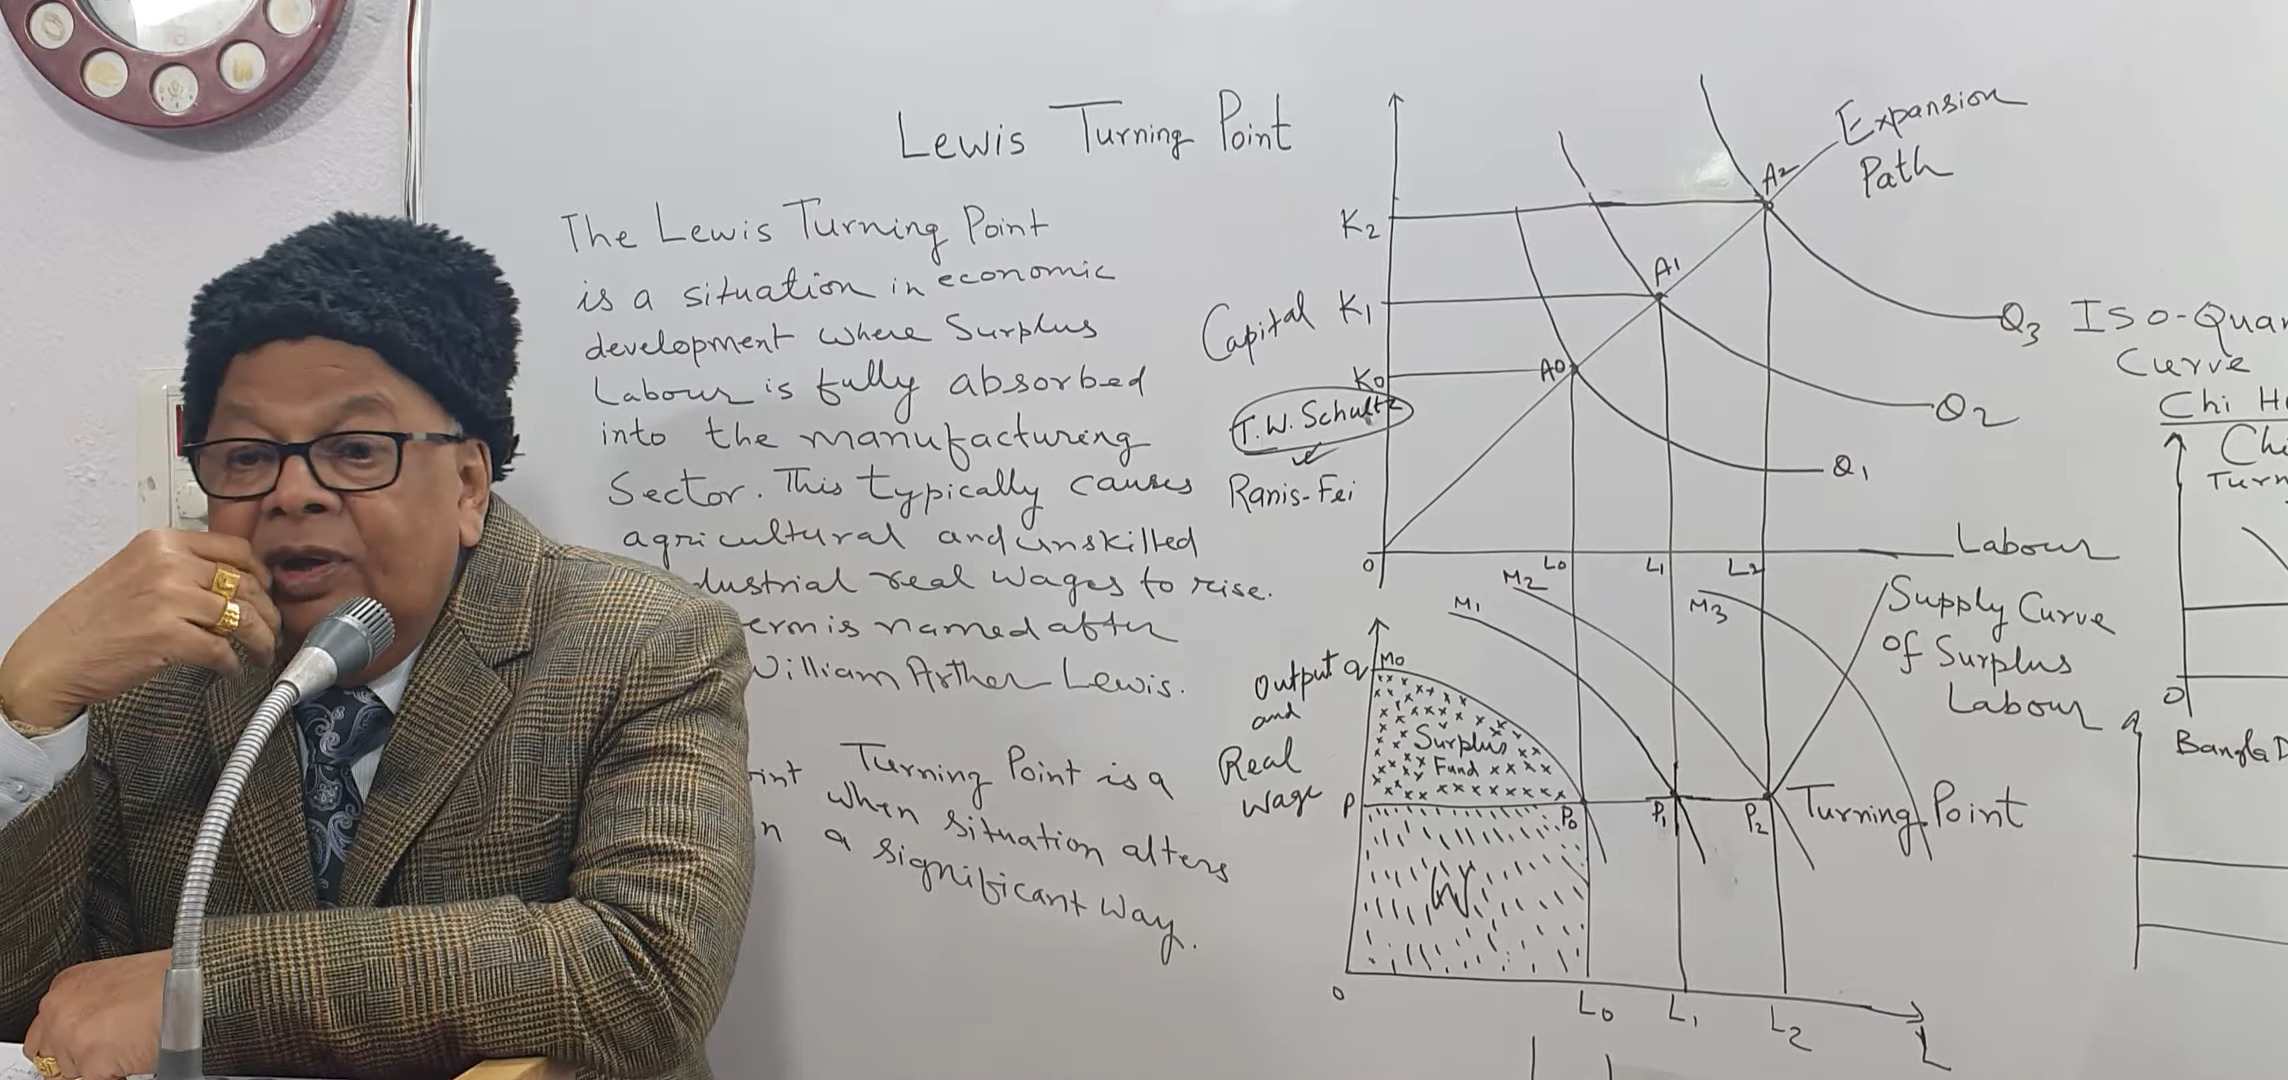 Lewis Turning Point
The Lewis Turning Point
is a situation in economic
development where Surplus
Labour is fully absorbed
into the manufacturing
Sector. This typically causes
agricultural and unskilled
dustrial real wages to rise.
erm is named after
William Arther Lewis.
Turning Point is a
int when situation alters
n a significant way.
Expansion
Path
A2
K2
A1
Capital K1
K0
A0
T.W. Schultz
Ranis-Fei
Q3 Iso-Quan
Curve
Q2
Q1
Chi H
Chi
Turn
Labour
0
L0 L1 L2
M1 M2 M3
Supply Curve
of Surplus
Labour
Output Q
and
Real
wage
M0
Surplus
Fund
P
P0 P1 P2
Turning Point
W
0
L0 L1 L2 L
0
Bangla D